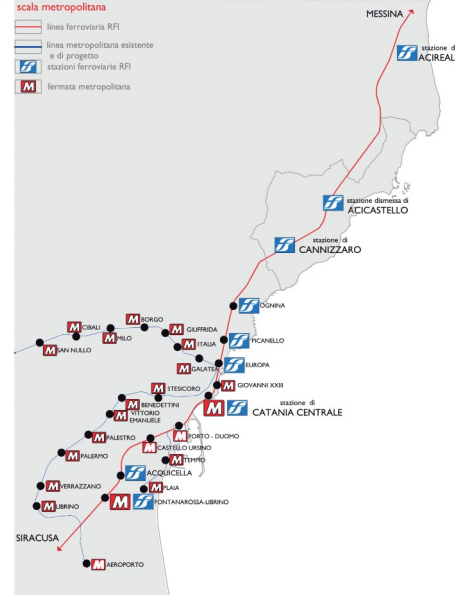 scala metropolitana
linea ferroviaria RFI
linea metropolitana esistente
e di progetto
stazioni ferroviarie RFI
M fermata metropolitana
MESSINA
stazione d
ACIREAL
stazione dismessa di
ACICASTELLO
stazione di
CANNIZZARO
OGNINA
M BORGO
M CIBALI
M GIUFFRIDA
M MILO
PICANELLO
M ITALIA
M SAN NULLO
M GALATEA
EUROPA
M GIOVANNI XXIII
M STESICORO
M BENEDETTINI
stazione di
M CATANIA CENTRALE
M VITTORIO
EMANUELE
M PALESTRO
M PORTO - DUOMO
M CASTELLO URSINO
M PALERMO
M TEMPIO
ACQUICELLA
M VERRAZZANO
M PLAIA
M FONTANAROSSA-LIBRINO
M LIBRINO
SIRACUSA
M AEROPORTO